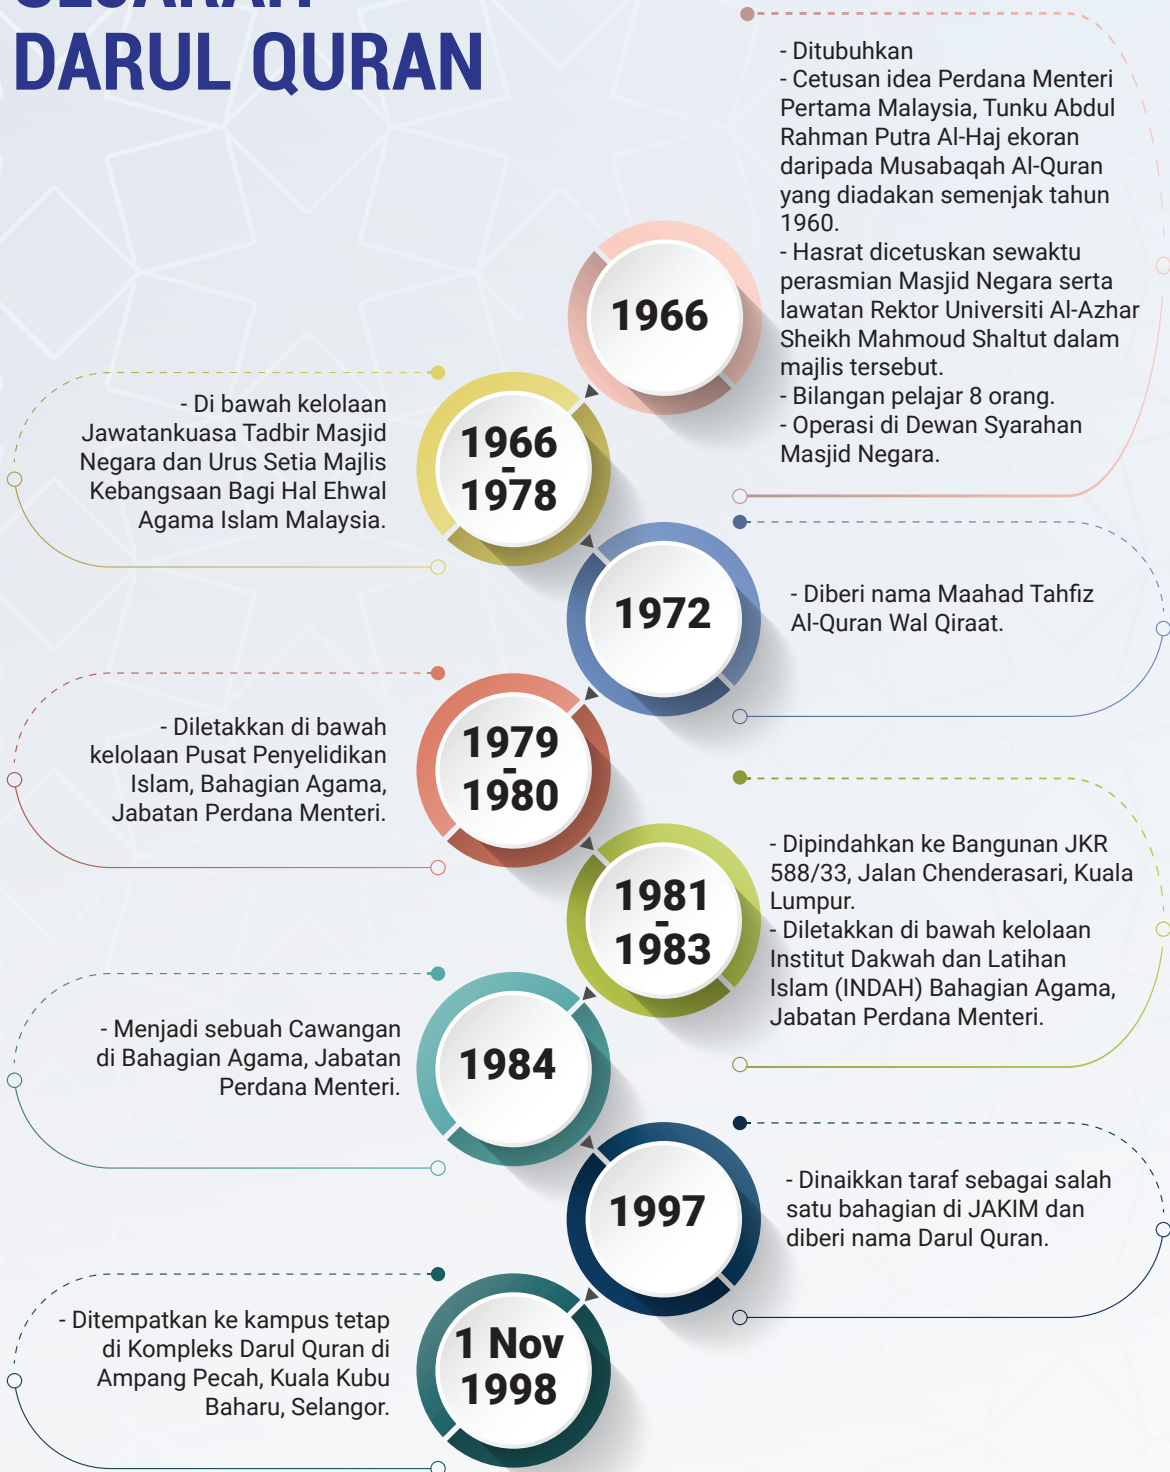 DARUL QURAN
- Ditubuhkan
- Cetusan idea Perdana Menteri
Pertama Malaysia, Tunku Abdul
Rahman Putra Al-Haj ekoran
daripada Musabaqah Al-Quran
yang diadakan semenjak tahun
1960.
- Hasrat dicetuskan sewaktu
perasmian Masjid Negara serta
lawatan Rektor Universiti Al-Azhar
Sheikh Mahmoud Shaltut dalam
majlis tersebut.
- Bilangan pelajar 8 orang.
- Operasi di Dewan Syarahan
Masjid Negara.
1966
1966
-
1978
- Di bawah kelolaan
Jawatankuasa Tadbir Masjid
Negara dan Urus Setia Majlis
Kebangsaan Bagi Hal Ehwal
Agama Islam Malaysia.
1972
- Diberi nama Maahad Tahfiz
Al-Quran Wal Qiraat.
1979
-
1980
- Diletakkan di bawah
kelolaan Pusat Penyelidikan
Islam, Bahagian Agama,
Jabatan Perdana Menteri.
1981
-
1983
- Dipindahkan ke Bangunan JKR
588/33, Jalan Chenderasari, Kuala
Lumpur.
- Diletakkan di bawah kelolaan
Institut Dakwah dan Latihan
Islam (INDAH) Bahagian Agama,
Jabatan Perdana Menteri.
1984
- Menjadi sebuah Cawangan
di Bahagian Agama, Jabatan
Perdana Menteri.
1997
- Dinaikkan taraf sebagai salah
satu bahagian di JAKIM dan
diberi nama Darul Quran.
1 Nov
1998
- Ditempatkan ke kampus tetap
di Kompleks Darul Quran di
Ampang Pecah, Kuala Kubu
Baharu, Selangor.